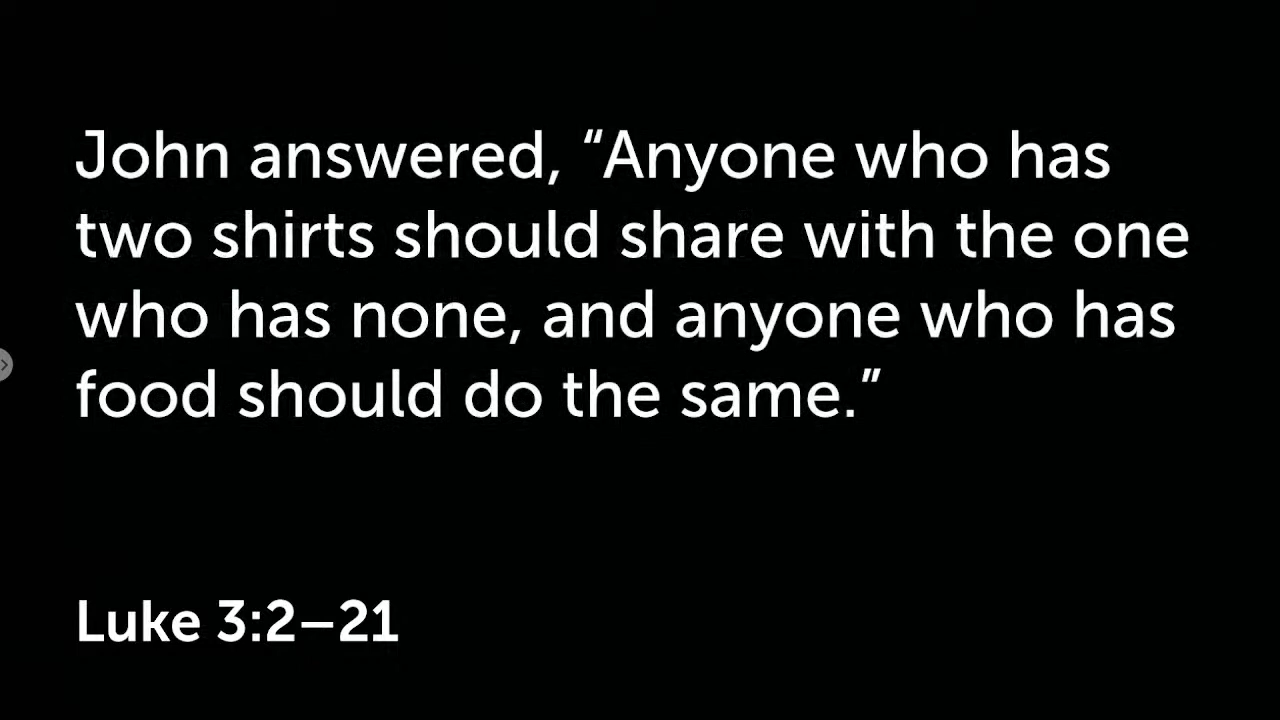 John answered, “Anyone who has
two shirts should share with the one
who has none, and anyone who has
food should do the same.”
Luke 3:2–21